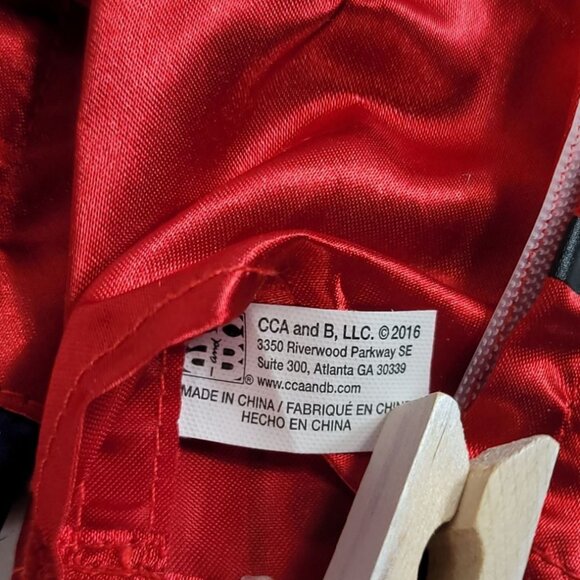 CCA and B, LLC. ©2016
3350 Riverwood Parkway SE
Suite 300, Atlanta GA 30339
and ® www.ccaandb.com
MADE IN CHINA / FABRIQUÉ EN
HECHO EN CHINA